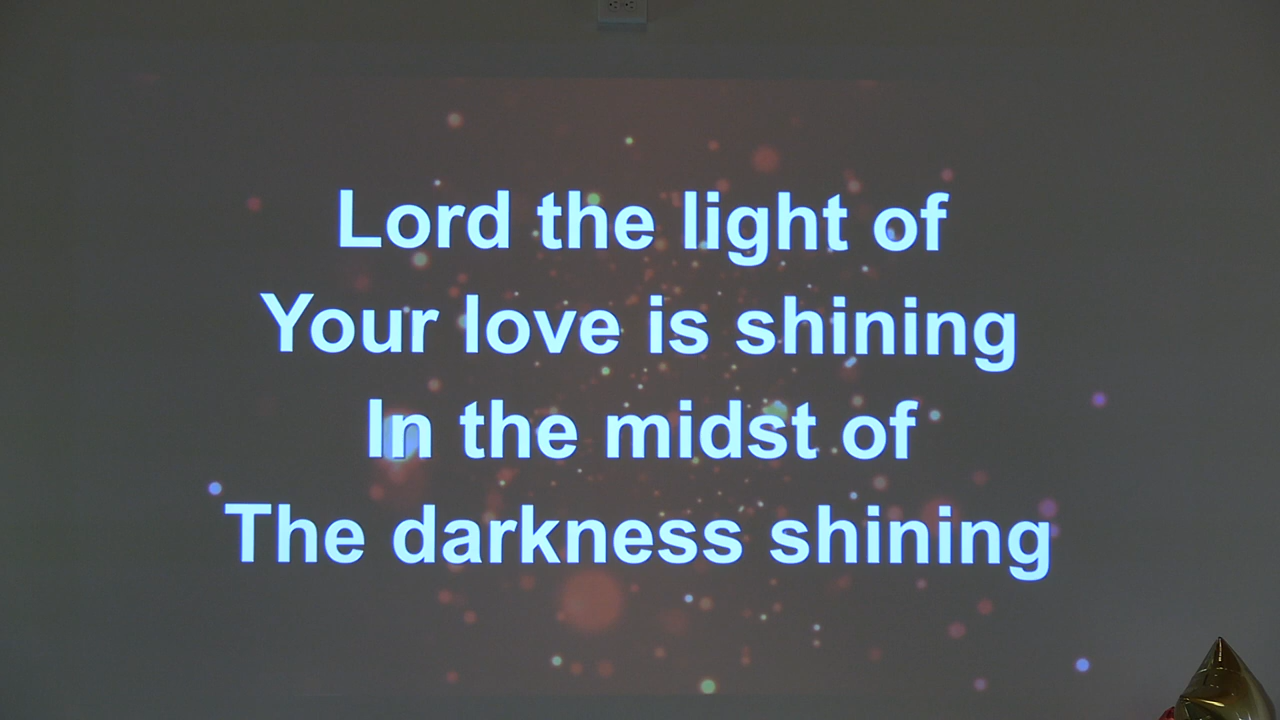 Lord the light of
Your love is shining
In the midst of
The darkness shining